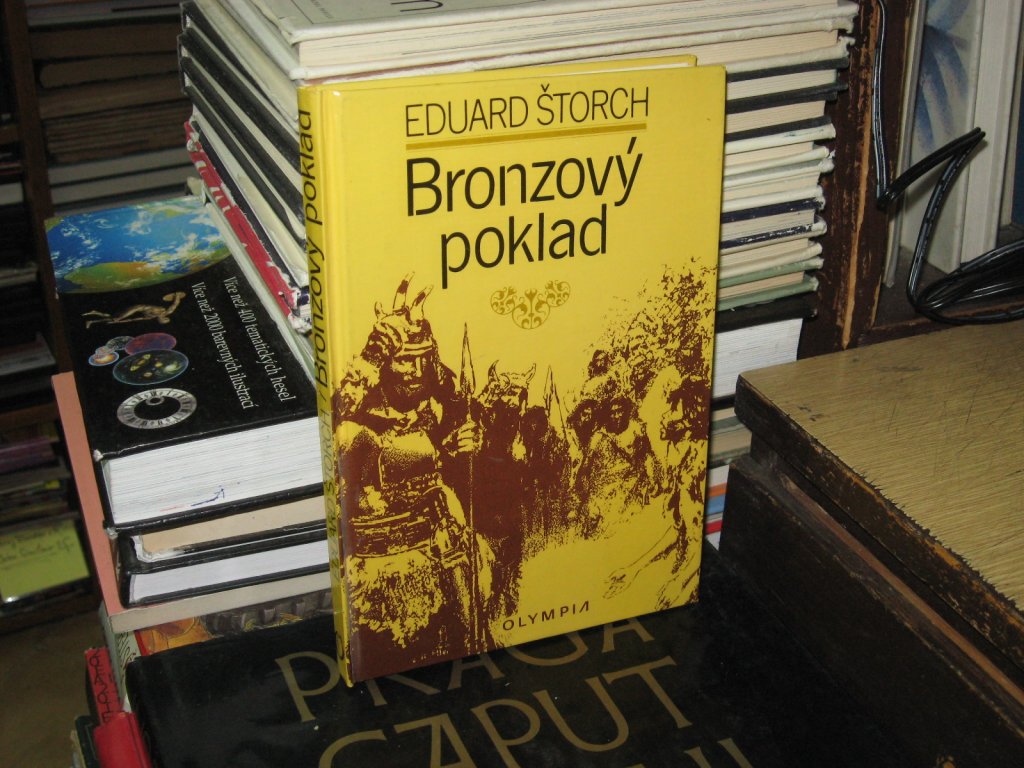 EDUARD ŠTORCH
Bronzový
poklad
OLYMPIA
Bronzový poklad
Více než 400 tematických hesel
Více než 2000 barevných ilustrací
PRAGA
CAPUT